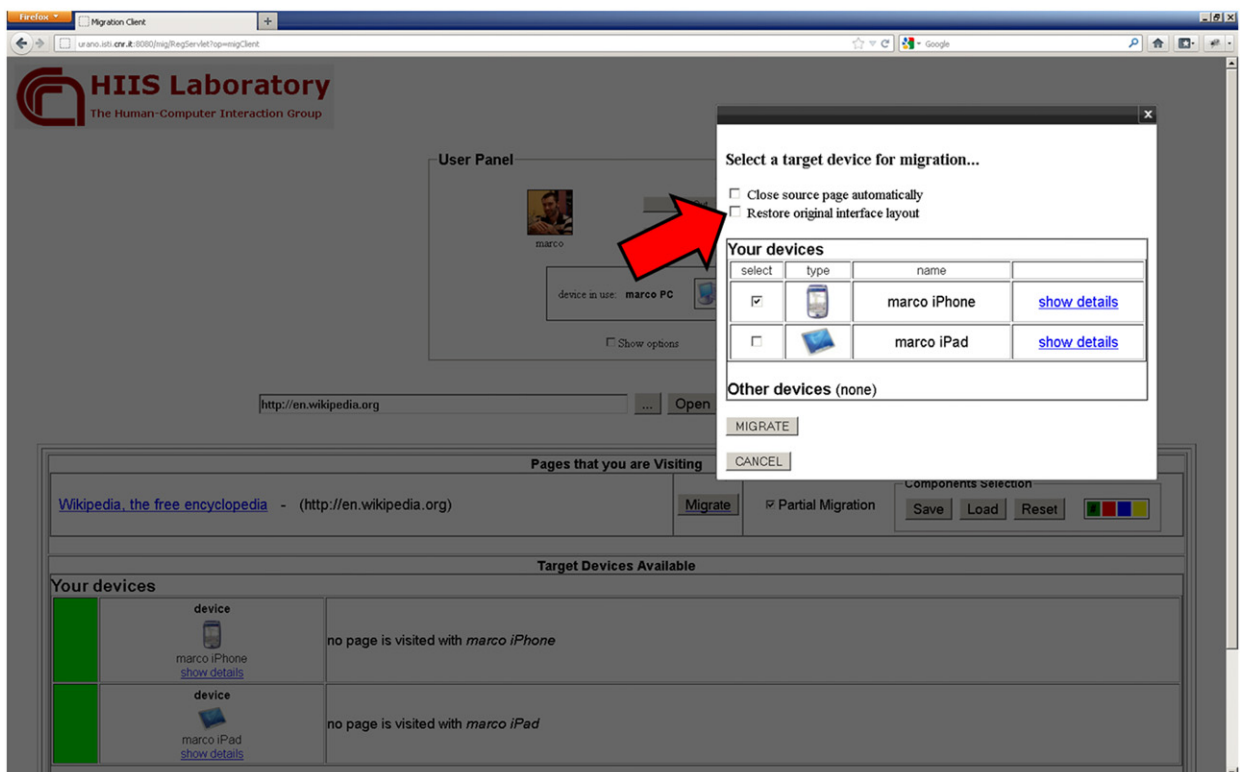 Firefox
Migration Client
urano.isti.cnr.it:8080/mig/RegServlet?op=migClient
Google
HIIS Laboratory
The Human-Computer Interaction Group
User Panel
marco
device in use: marco PC
Show options
http://en.wikipedia.org
...
Open
Select a target device for migration...
Close source page automatically
Restore original interface layout
Your devices
select type name
marco iPhone show details
marco iPad show details
Other devices (none)
MIGRATE
CANCEL
Pages that you are Visiting
Wikipedia, the free encyclopedia - (http://en.wikipedia.org)
Migrate
Partial Migration
Components Selection
Save Load Reset
Target Devices Available
Your devices
device
marco iPhone
show details
no page is visited with marco iPhone
device
marco iPad
show details
no page is visited with marco iPad